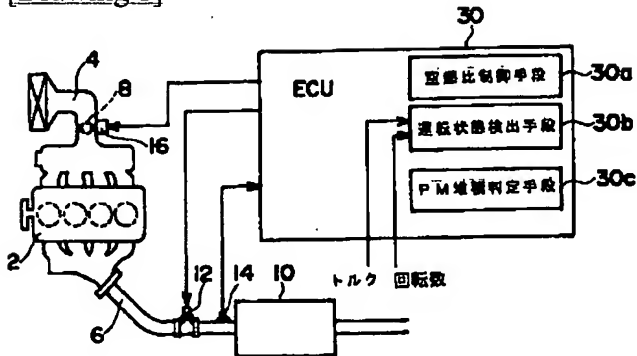 [Drawing 1]
30
4
8
ECU
空燃比制御手段
30a
16
運転状態検出手段
30b
PM堆積判定手段
30c
2
12
14
10
トルク
回転数
6